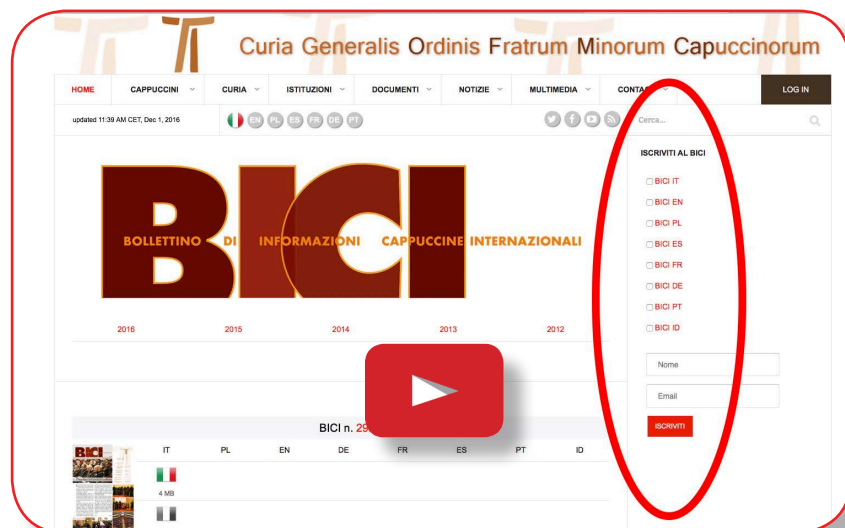 Curia Generalis Ordinis Fratrum Minorum Capuccinorum
HOME CAPPUCCINI CURIA ISTITUZIONI DOCUMENTI NOTIZIE MULTIMEDIA LOG IN
updated 11:39 AM CET, Dec 1, 2016 EN PL ES FR DE PT Cerca...
ISCRIVITI AL BICI
BICI IT
BICI EN
BICI PL
BICI ES
BICI FR
BICI DE
BICI PT
BICI ID
Nome
Email
ISCRIVITI
BICI
BOLLETTINO DI INFORMAZIONI CAPPUCCINE INTERNAZIONALI
2016 2015 2014 2013 2012
BICI n.
BICI
IT PL EN DE FR ES PT ID
4 MB